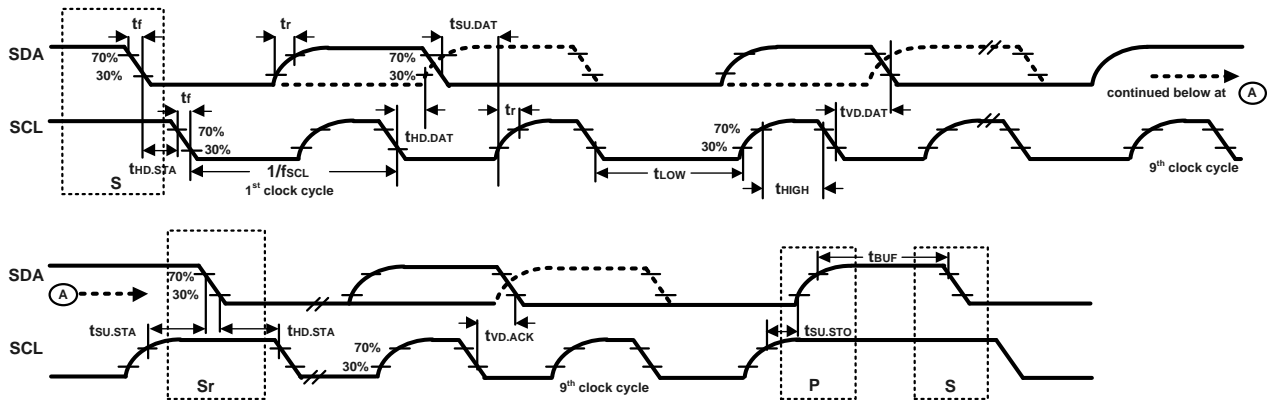 tf
tr
tSU.DAT
SDA
70%
30%
70%
30%
continued below at A
tf
tHD.DAT
tr
tVD.DAT
SCL
70%
30%
70%
30%
tHD.STA
S
1/fSCL
1st clock cycle
tLOW
tHIGH
9th clock cycle
SDA
70%
30%
A
tBUF
tSU.STA
tHD.STA
tVD.ACK
tSU.STO
SCL
70%
30%
Sr
9th clock cycle
P
S